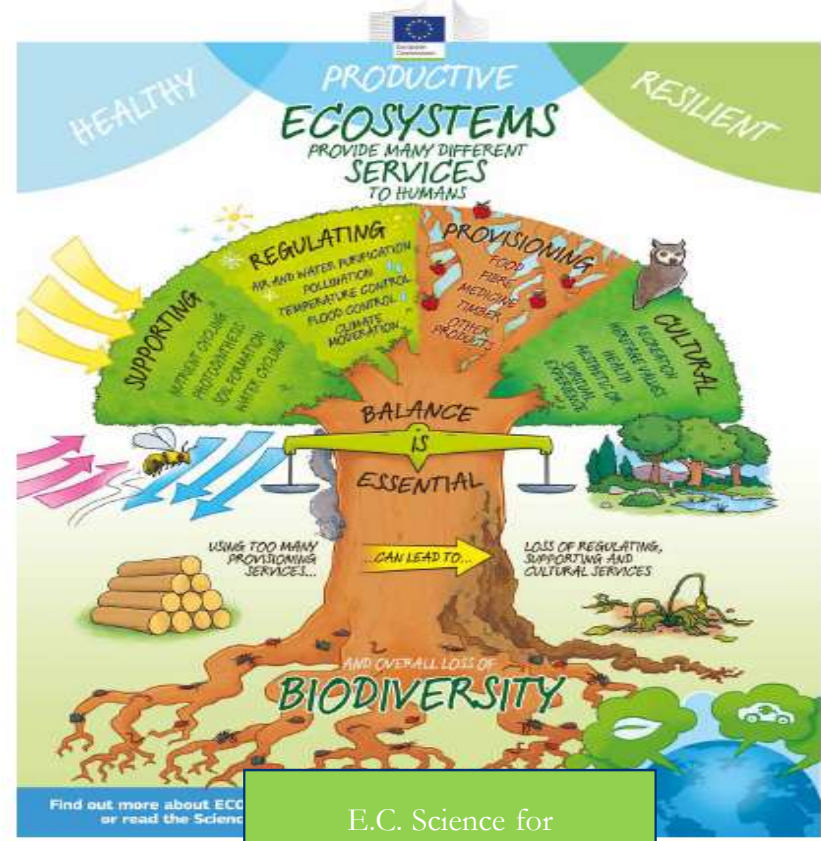 European
Commission
HEALTHY
PRODUCTIVE
RESILIENT
ECOSYSTEMS
PROVIDE MANY DIFFERENT
SERVICES
TO HUMANS
SUPPORTING
NUTRIENT CYCLING
PHOTOSYNTHESIS
SOIL FORMATION
WATER CYCLING
REGULATING
AIR AND WATER PURIFICATION
POLLINATION
TEMPERATURE CONTROL
FLOOD CONTROL
CLIMATE
MODERATION
PROVISIONING
FOOD
FIBRE
MEDICINE
TIMBER
OTHER
PRODUCTS
CULTURAL
RECREATION
HERITAGE VALUES
HEALTH
AESTHETIC OR
SPIRITUAL
EXPERIENCE
BALANCE
IS
ESSENTIAL
USING TOO MANY
PROVISIONING
SERVICES...
...CAN LEAD TO...
LOSS OF REGULATING,
SUPPORTING AND
CULTURAL SERVICES
AND OVERALL LOSS OF
BIODIVERSITY
Find out more about ECO
or read the Scienc
E.C. Science for